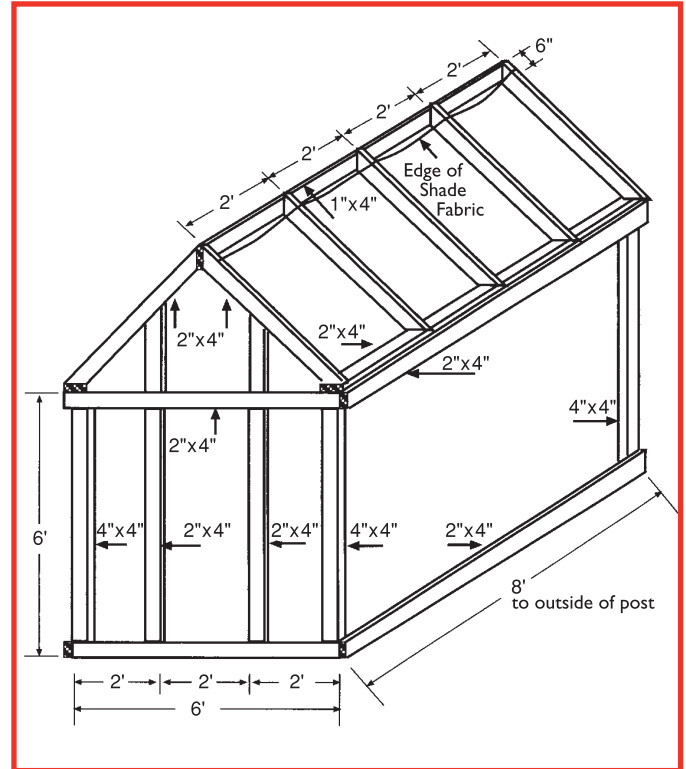 6"
2'
2'
2'
2'
Edge of
Shade
Fabric
1"x4"
2"x4"
2"x4"
2"x4"
4"x4"
2"x4"
6'
4"x4"
2"x4"
2"x4"
4"x4"
2"x4"
8'
to outside of post
2'
2'
2'
6'